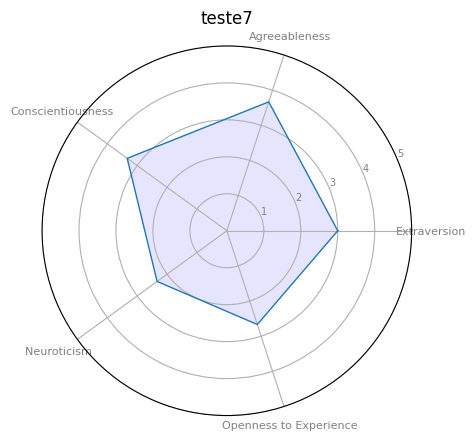 teste7
Agreeableness
Conscientiousness
5
4
3
2
1
Extraversion
Neuroticism
Openness to Experience